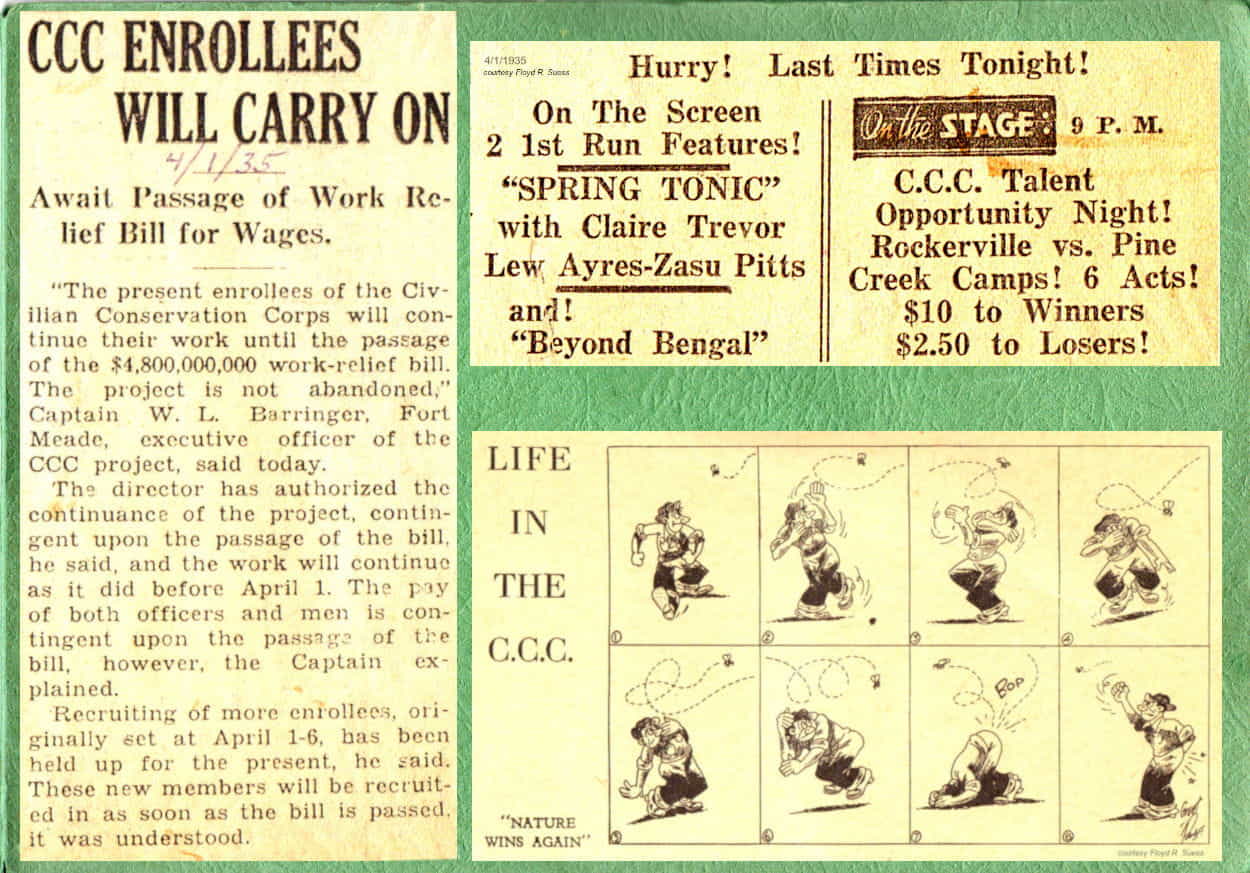 CCC ENROLLEES
WILL CARRY ON
4/1/35
Await Passage of Work Re-
lief Bill for Wages.
"The present enrollees of the Civ-
ilian Conservation Corps will con-
tinue their work until the passage
of the $4,800,000,000 work-relief bill.
The project is not abandoned,"
Captain W. L. Barringer, Fort
Meade, executive officer of the
CCC project, said today.
The director has authorized the
continuance of the project, contin-
gent upon the passage of the bill,
he said, and the work will continue
as it did before April 1. The pay
of both officers and men is con-
tingent upon the passage of the
bill, however, the Captain ex-
plained.
Recruiting of more enrollees, ori-
ginally set at April 1-6, has been
held up for the present, he said.
These new members will be recruit-
ed in as soon as the bill is passed,
it was understood.
4/1/1935
courtesy Floyd R. Suess
Hurry! Last Times Tonight!
On The Screen
2 1st Run Features!
"SPRING TONIC"
with Claire Trevor
Lew Ayres-Zasu Pitts
and!
"Beyond Bengal"
On the STAGE: 9 P. M.
C.C.C. Talent
Opportunity Night!
Rockerville vs. Pine
Creek Camps! 6 Acts!
$10 to Winners
$2.50 to Losers!
LIFE
IN
THE
C.C.C.
"NATURE
WINS AGAIN"
1
2
3
4
5
6
BOP
7
8
courtesy Floyd R. Suess